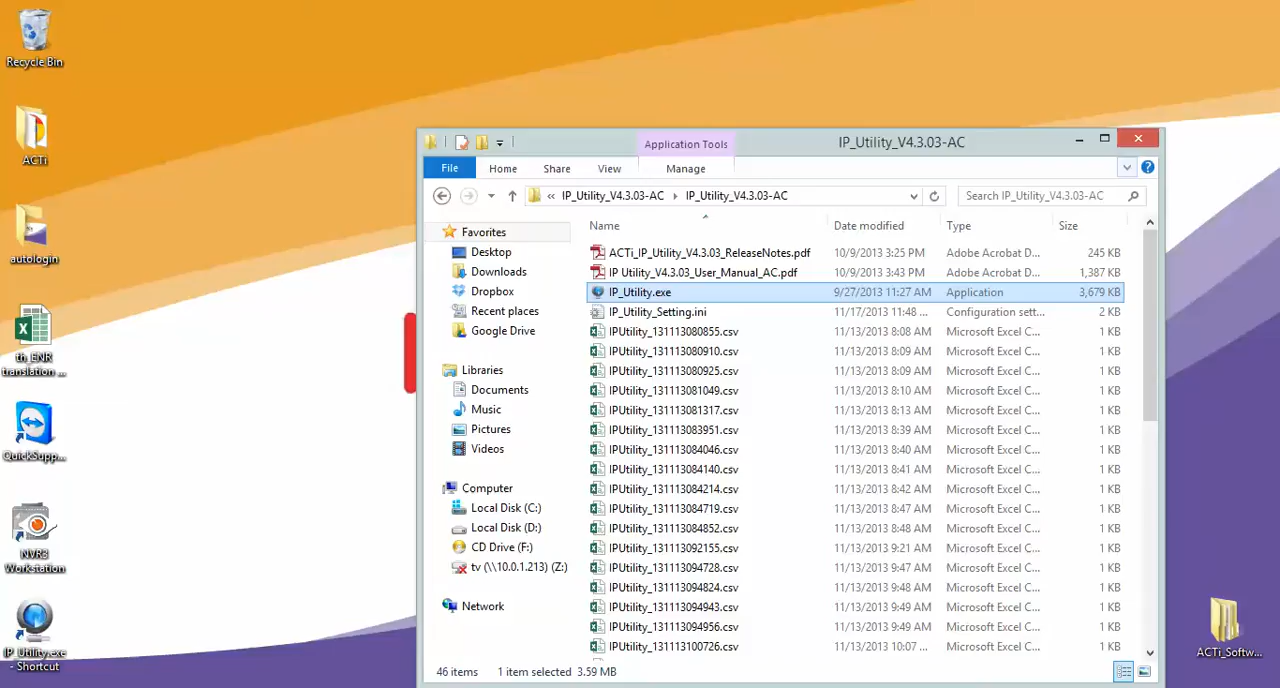 Recycle Bin
ACTi
autologin
th_ENR
translation ...
QuickSupp...
NVR3
Workstation
IP_Utility.exe
- Shortcut
ACTi_Softw...
Application Tools
IP_Utility_V4.3.03-AC
File Home Share View Manage
« IP_Utility_V4.3.03-AC IP_Utility_V4.3.03-AC
Search IP_Utility_V4.3.03-AC
Favorites
Desktop
Downloads
Dropbox
Recent places
Google Drive
Libraries
Documents
Music
Pictures
Videos
Computer
Local Disk (C:)
Local Disk (D:)
CD Drive (F:)
tv (\\10.0.1.213) (Z:)
Network
Name Date modified Type Size
ACTi_IP_Utility_V4.3.03_ReleaseNotes.pdf 10/9/2013 3:25 PM Adobe Acrobat D... 245 KB
IP Utility_V4.3.03_User_Manual_AC.pdf 10/9/2013 3:43 PM Adobe Acrobat D... 1,387 KB
IP_Utility.exe 9/27/2013 11:27 AM Application 3,679 KB
IP_Utility_Setting.ini 11/17/2013 11:48 ... Configuration sett... 2 KB
IPUtility_131113080855.csv 11/13/2013 8:08 AM Microsoft Excel C... 1 KB
IPUtility_131113080910.csv 11/13/2013 8:09 AM Microsoft Excel C... 1 KB
IPUtility_131113080925.csv 11/13/2013 8:09 AM Microsoft Excel C... 1 KB
IPUtility_131113081049.csv 11/13/2013 8:10 AM Microsoft Excel C... 1 KB
IPUtility_131113081317.csv 11/13/2013 8:13 AM Microsoft Excel C... 1 KB
IPUtility_131113083951.csv 11/13/2013 8:39 AM Microsoft Excel C... 1 KB
IPUtility_131113084046.csv 11/13/2013 8:40 AM Microsoft Excel C... 1 KB
IPUtility_131113084140.csv 11/13/2013 8:41 AM Microsoft Excel C... 1 KB
IPUtility_131113084214.csv 11/13/2013 8:42 AM Microsoft Excel C... 1 KB
IPUtility_131113084719.csv 11/13/2013 8:47 AM Microsoft Excel C... 1 KB
IPUtility_131113084852.csv 11/13/2013 8:48 AM Microsoft Excel C... 1 KB
IPUtility_131113092155.csv 11/13/2013 9:21 AM Microsoft Excel C... 1 KB
IPUtility_131113094728.csv 11/13/2013 9:47 AM Microsoft Excel C... 1 KB
IPUtility_131113094824.csv 11/13/2013 9:48 AM Microsoft Excel C... 1 KB
IPUtility_131113094943.csv 11/13/2013 9:49 AM Microsoft Excel C... 1 KB
IPUtility_131113094956.csv 11/13/2013 9:49 AM Microsoft Excel C... 1 KB
IPUtility_131113100726.csv 11/13/2013 10:07 ... Microsoft Excel C... 1 KB
46 items 1 item selected 3.59 MB